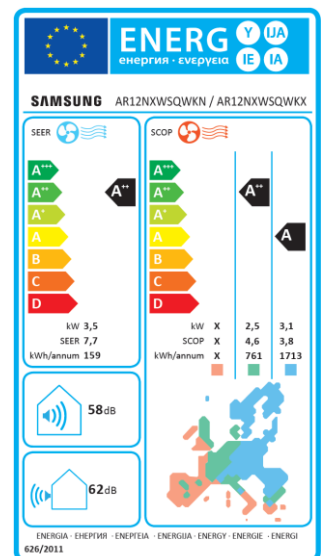 ENERG Y IJA
енергия · ενεργεια IE IA
SAMSUNG AR12NXWSQWKN / AR12NXWSQWKX
SEER
SCOP
A+++ A+++
A++ A++ A++ A++
A+ A+
A A A
B B
C C
D D
kW 3,5
SEER 7,7
kWh/annum 159
kW X 2,5 3,1
SCOP X 4,6 3,8
kWh/annum X 761 1713
58dB
62dB
ENERGIA · ЕНЕРГИЯ · ΕΝΕΡΓΕΙΑ · ENERGIJA · ENERGY · ENERGIE · ENERGI
626/2011